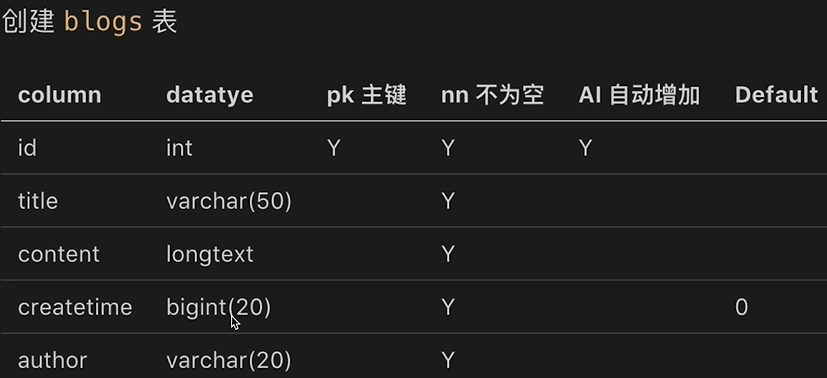 创建 blogs 表
column datatye pk 主键 nn 不为空 AI 自动增加 Default
id int Y Y Y
title varchar(50) Y
content longtext Y
createtime bigint(20) Y 0
author varchar(20) Y